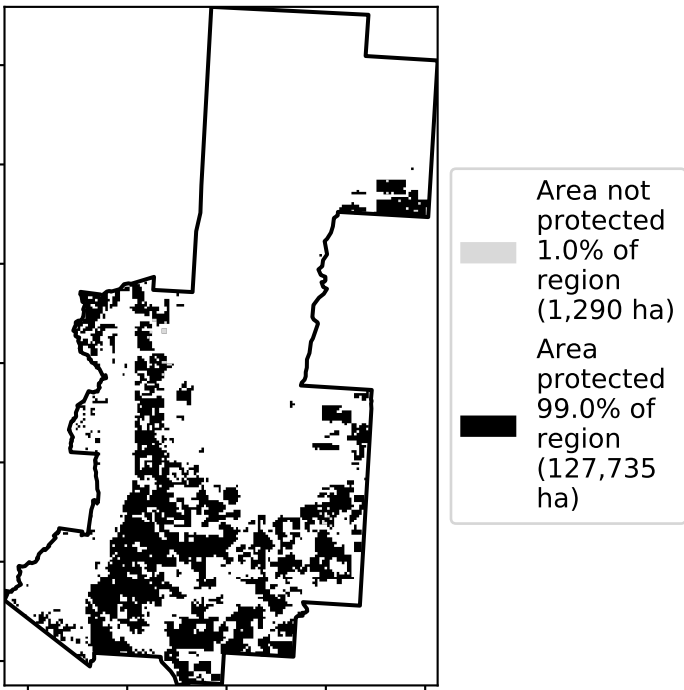 Area not
protected
1.0% of
region
(1,290 ha)
Area
protected
99.0% of
region
(127,735
ha)